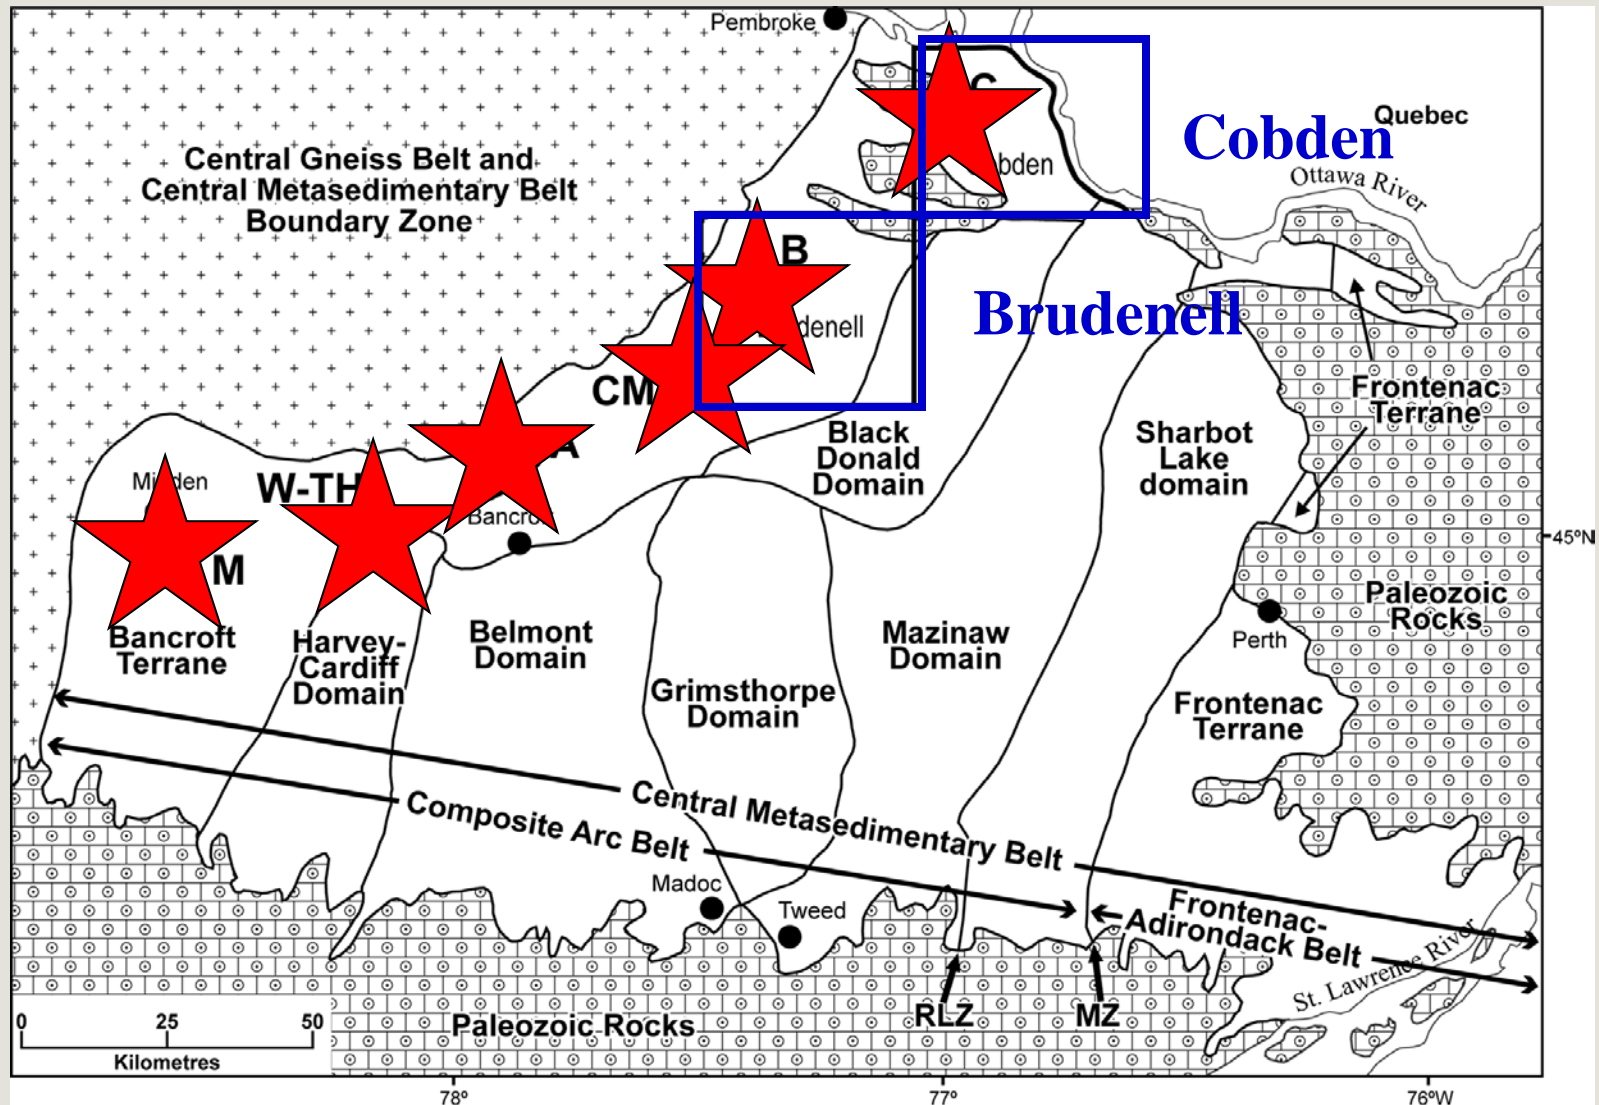 Pembroke
C
Quebec
Cobden
Central Gneiss Belt and
Central Metasedimentary Belt
Boundary Zone
Ottawa River
B
Brudenell
CM
Frontenac
Terrane
A
Black
Donald
Domain
Sharbot
Lake
domain
W-TH
Bancroft
45°N
M
Paleozoic
Rocks
Perth
Bancroft
Terrane
Harvey-
Cardiff
Domain
Belmont
Domain
Mazinaw
Domain
Grimsthorpe
Domain
Frontenac
Terrane
Central Metasedimentary Belt
Composite Arc Belt
Madoc
Tweed
Frontenac-
Adirondack Belt
St. Lawrence River
RLZ
MZ
Paleozoic Rocks
0 25 50
Kilometres
78° 77° 76°W